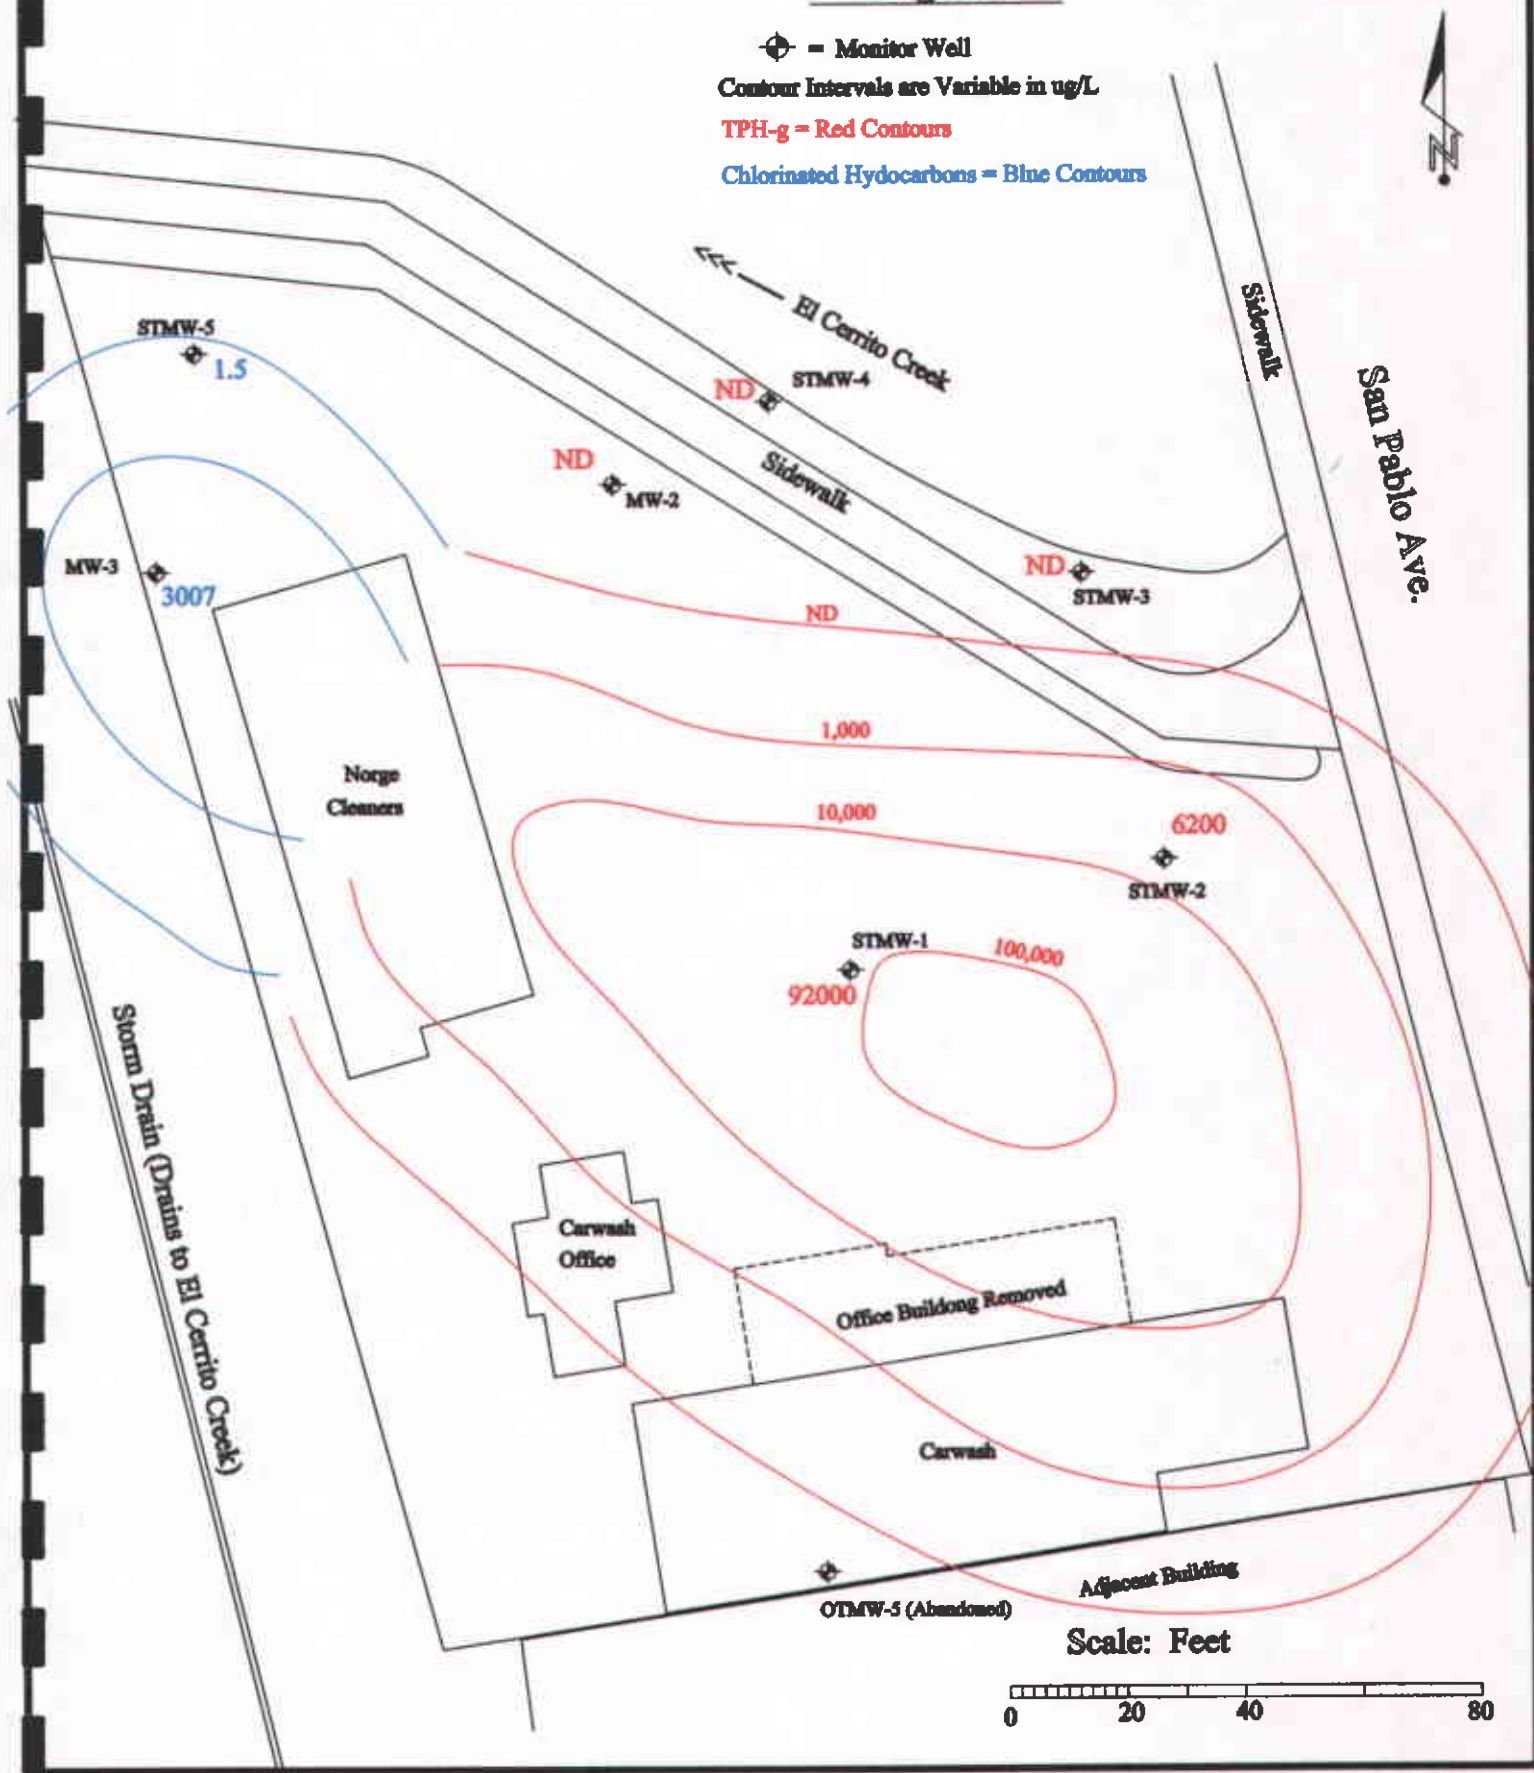 = Monitor Well
Contour Intervals are Variable in ug/L
TPH-g = Red Contours
Chlorinated Hydocarbons = Blue Contours
N
Sidewalk
San Pablo Ave.
<<<
El Cerrito Creek
STMW-5
1.5
ND
STMW-4
ND
MW-2
Sidewalk
MW-3
3007
ND
STMW-3
ND
1,000
Norge
Cleaners
10,000
6200
STMW-2
STMW-1
92000
100,000
Storm Drain (Drains to El Cerrito Creek)
Carwash
Office
Office Buildong Removed
Carwash
OTMW-5 (Abandoned)
Adjacent Building
Scale: Feet
0
20
40
80